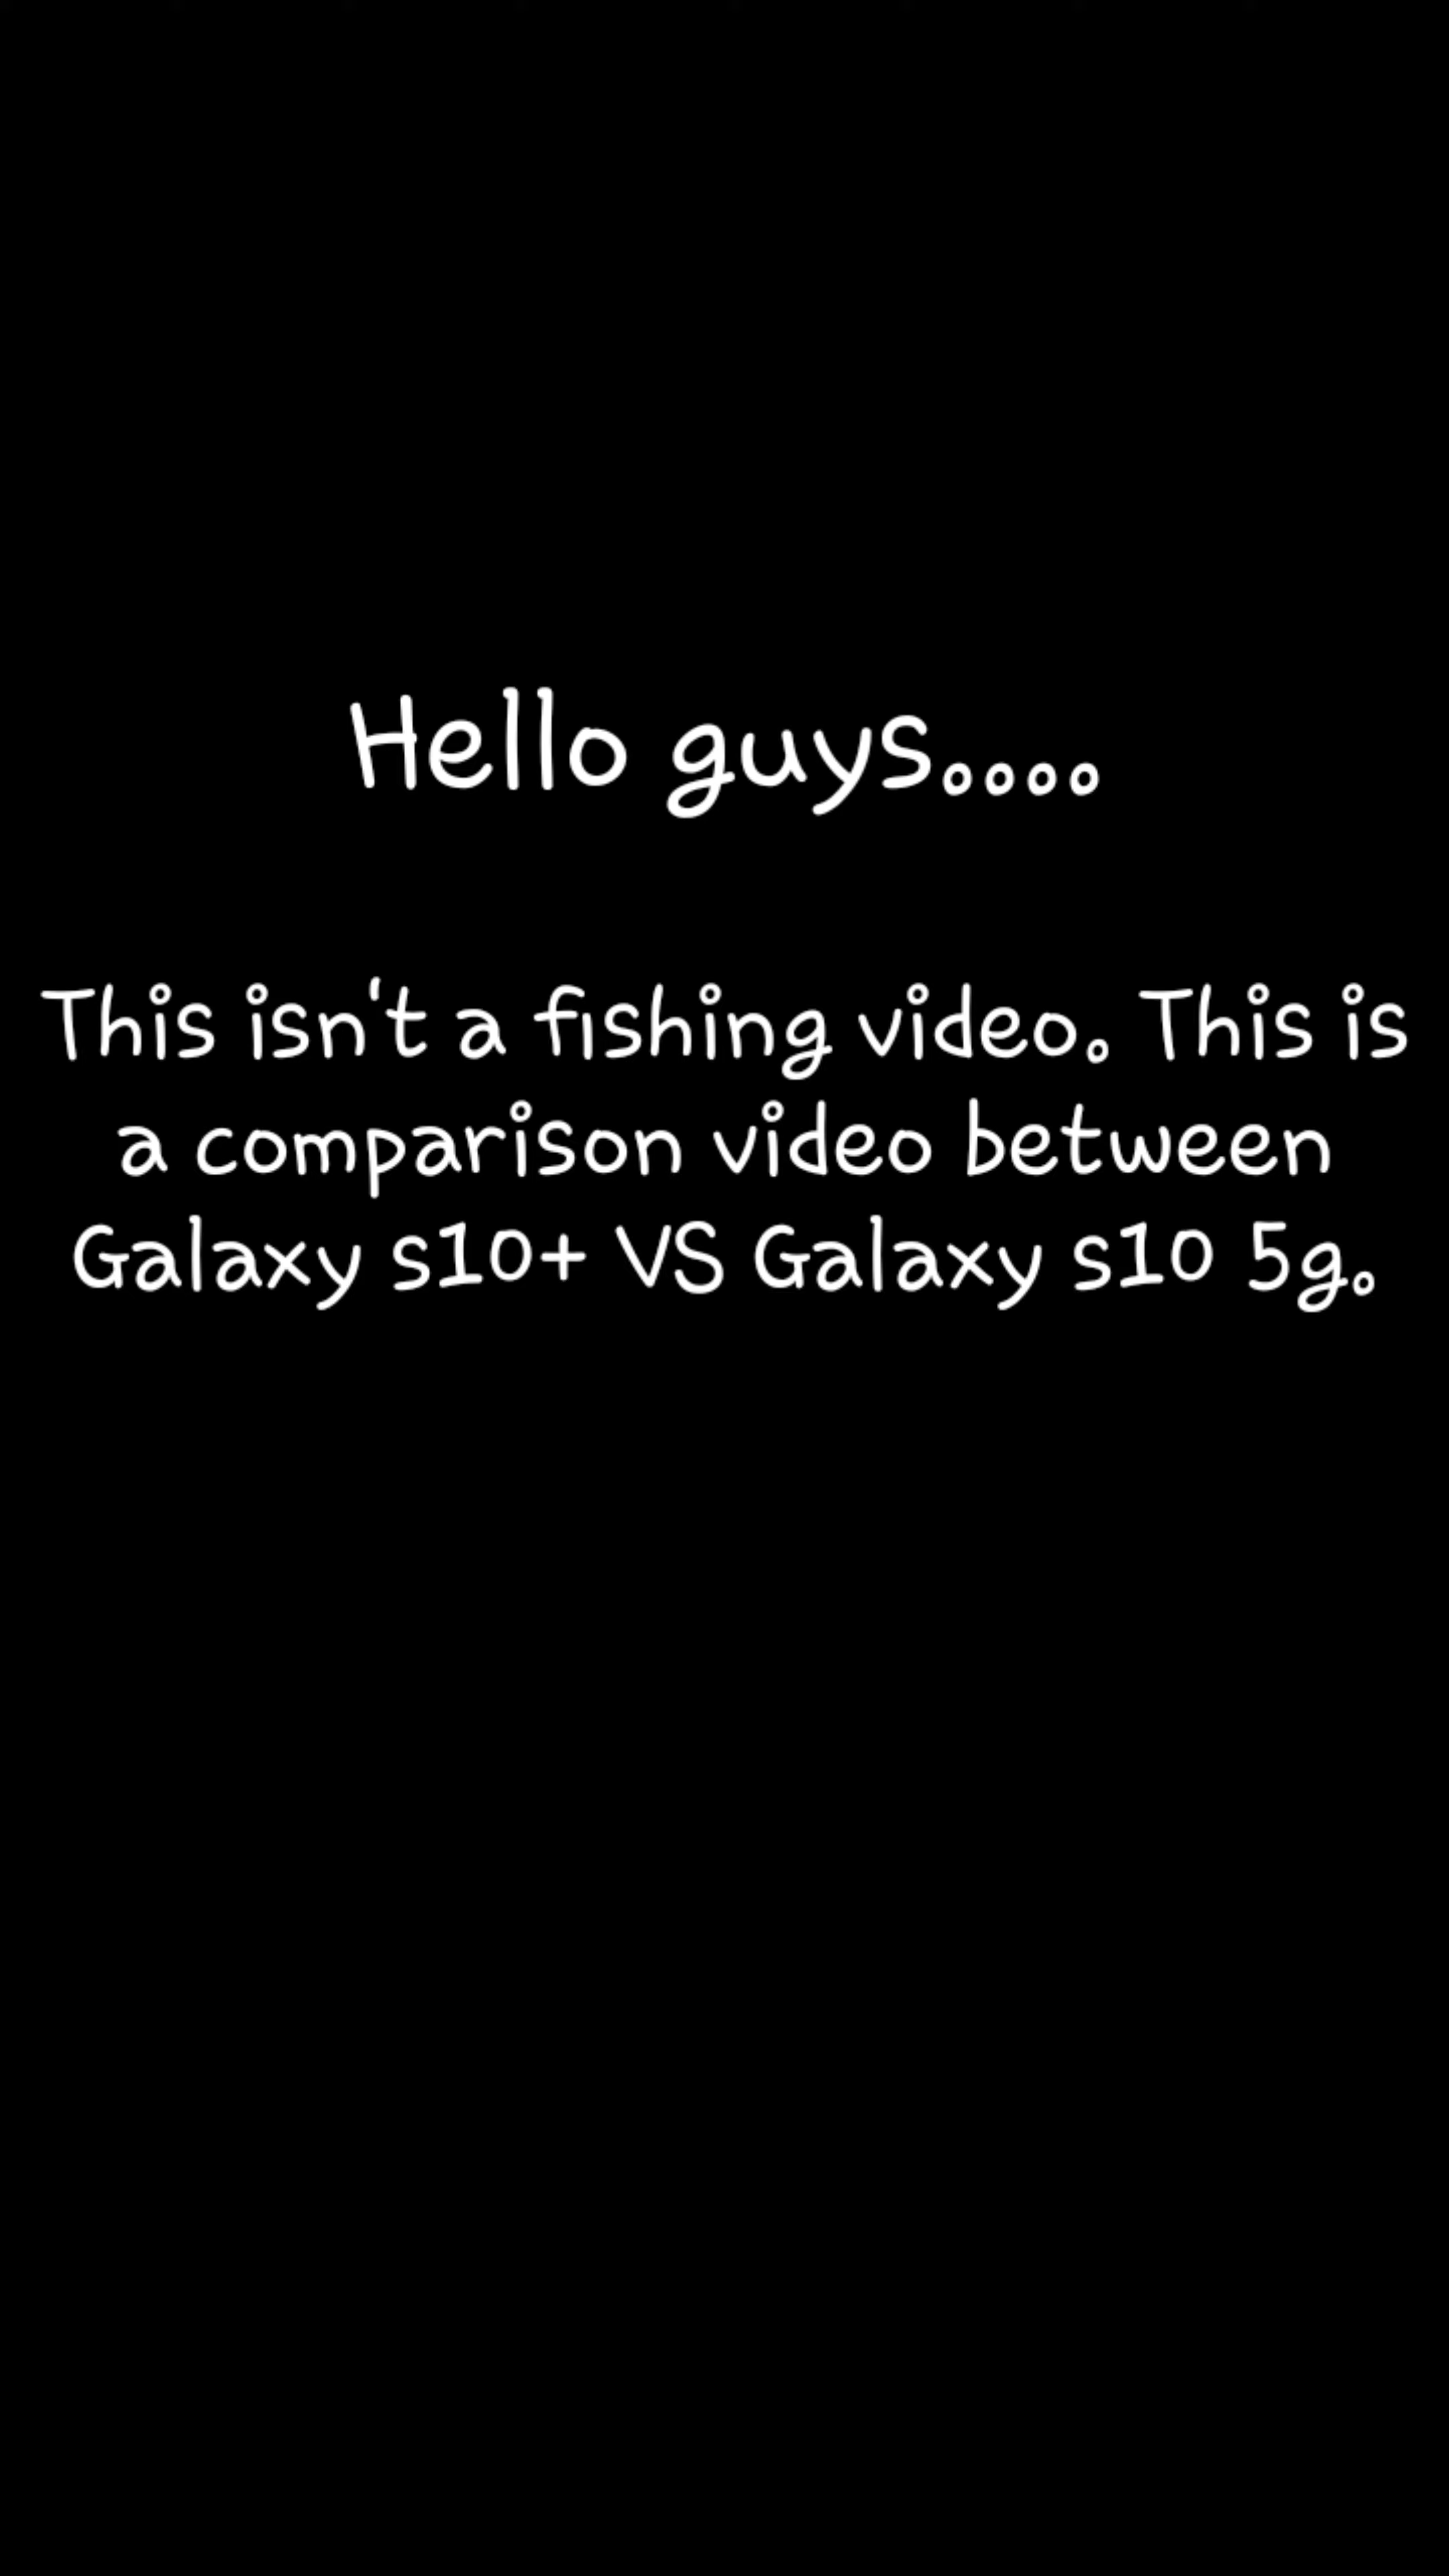 Hello guys....
This isn't a fishing video. This is
a comparison video between
Galaxy s10+ VS Galaxy s10 5g.